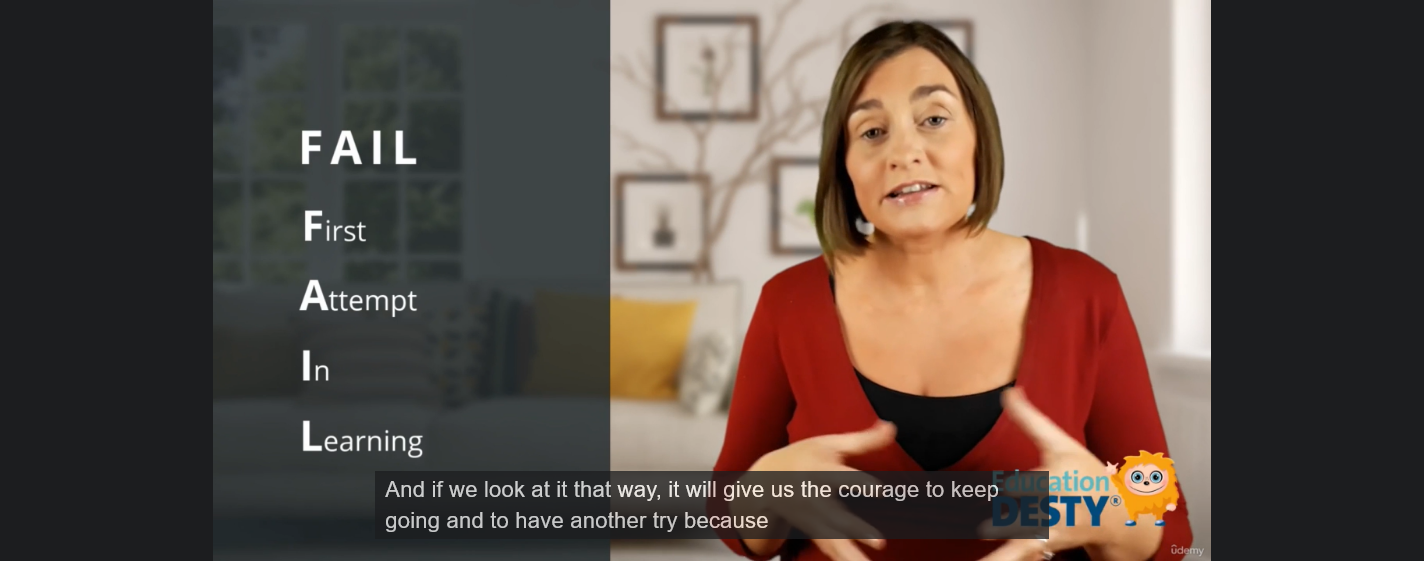 FAIL
First
Attempt
In
Learning
And if we look at it that way, it will give us the courage to keep
going and to have another try because
Education
DESTY®
ûdemy